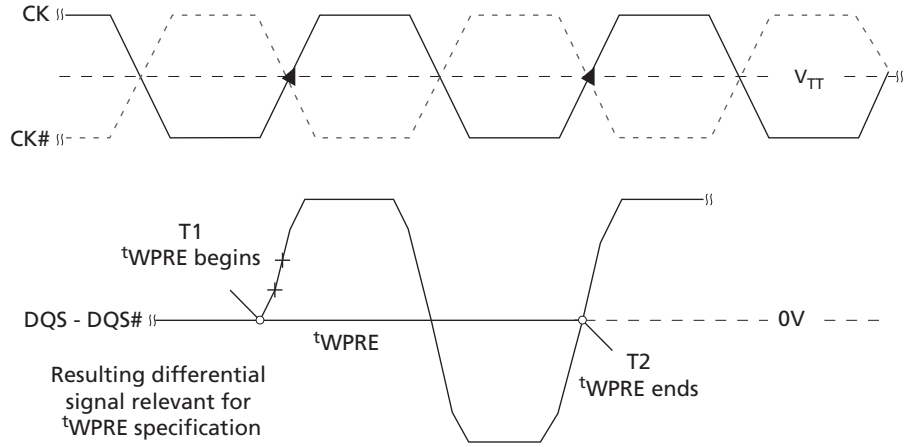 CK
V_TT
CK#
T1
ᵗWPRE begins
DQS - DQS#
0V
ᵗWPRE
T2
ᵗWPRE ends
Resulting differential
signal relevant for
ᵗWPRE specification